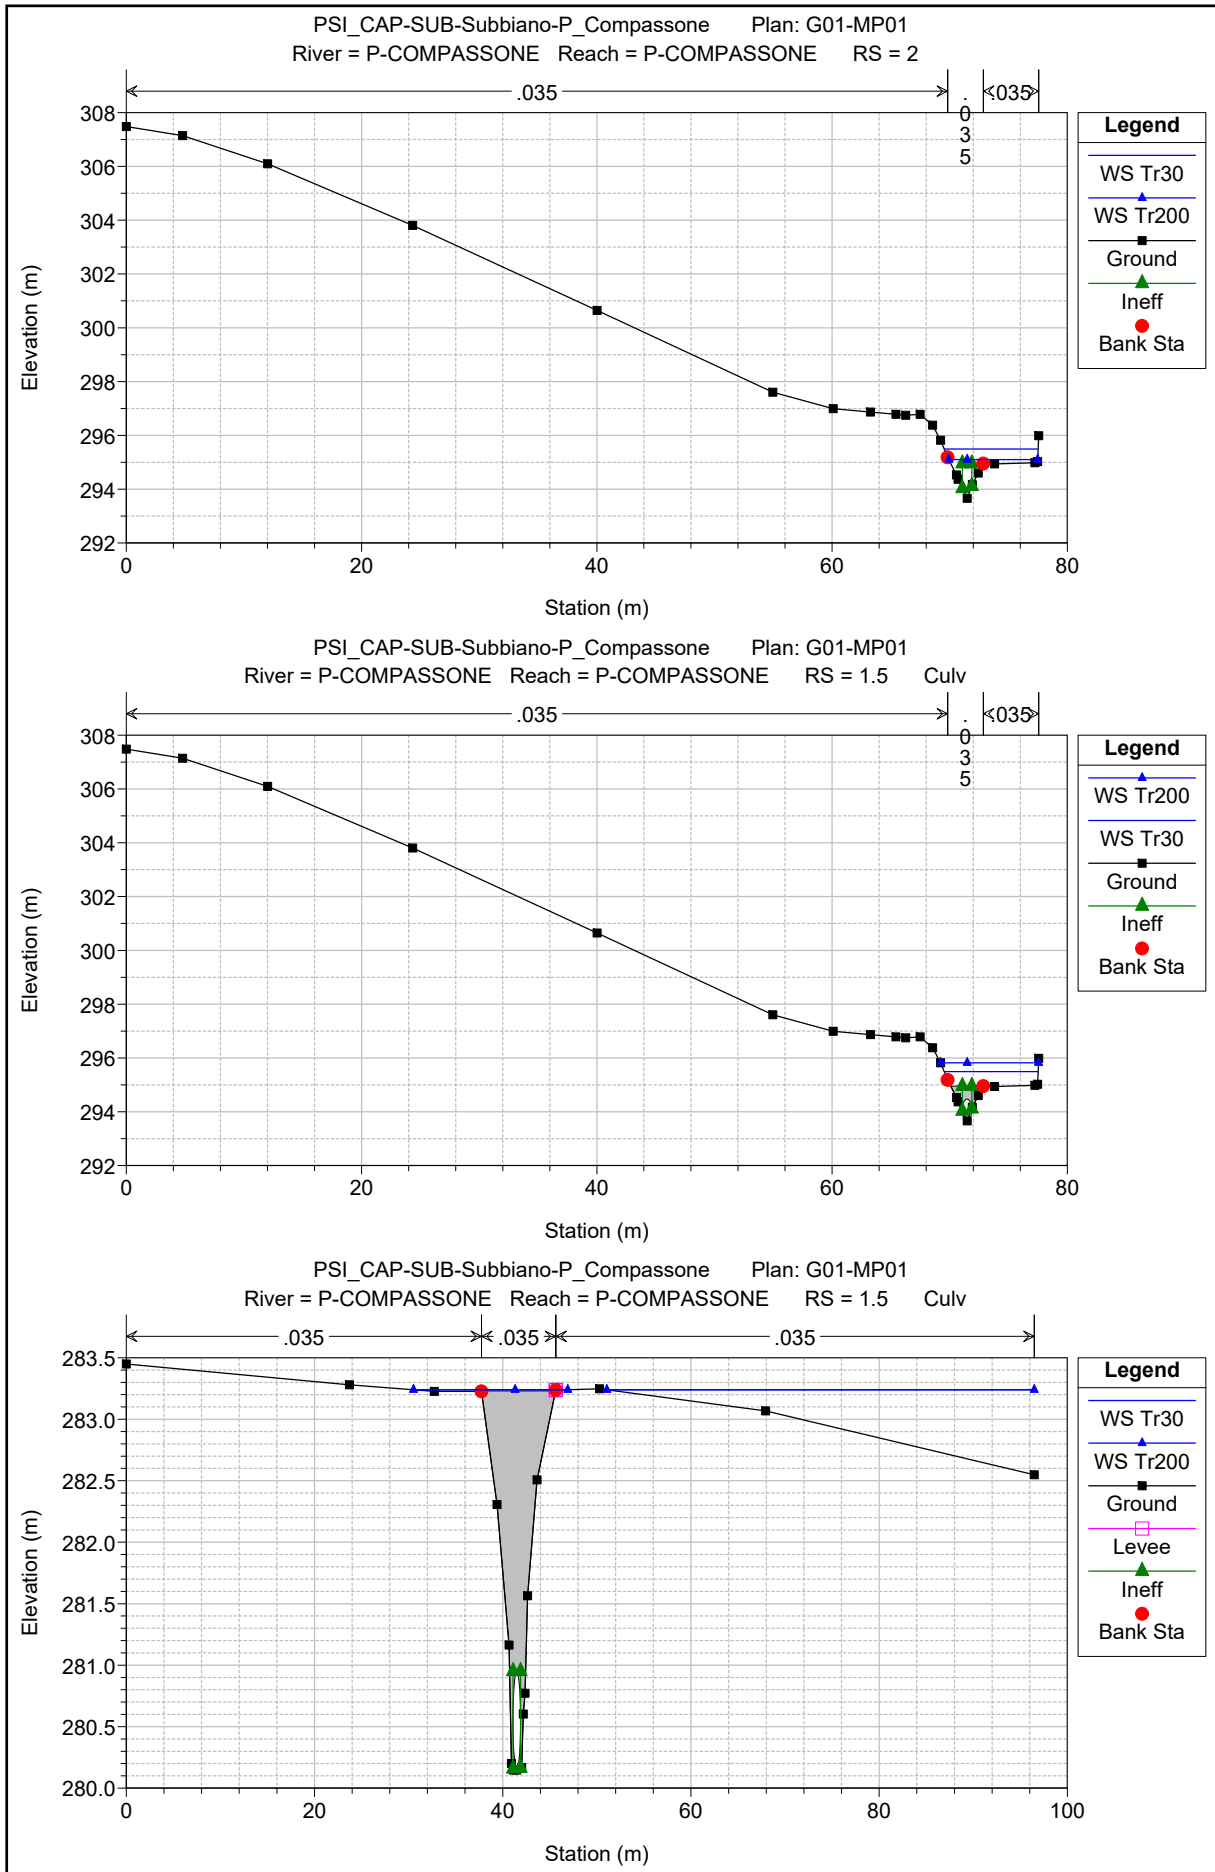 PSI_CAP-SUB-Subbiano-P_Compassone Plan: G01-MP01
River = P-COMPASSONE Reach = P-COMPASSONE RS = 2
.035 .035 .035
Legend
WS Tr30
WS Tr200
Ground
Ineff
Bank Sta
308
306
304
302
300
298
296
294
292
Elevation (m)
0 20 40 60 80
Station (m)
PSI_CAP-SUB-Subbiano-P_Compassone Plan: G01-MP01
River = P-COMPASSONE Reach = P-COMPASSONE RS = 1.5 Culv
.035 .035 .035
Legend
WS Tr200
WS Tr30
Ground
Ineff
Bank Sta
308
306
304
302
300
298
296
294
292
Elevation (m)
0 20 40 60 80
Station (m)
PSI_CAP-SUB-Subbiano-P_Compassone Plan: G01-MP01
River = P-COMPASSONE Reach = P-COMPASSONE RS = 1.5 Culv
.035 .035 .035
Legend
WS Tr30
WS Tr200
Ground
Levee
Ineff
Bank Sta
283.5
283.0
282.5
282.0
281.5
281.0
280.5
280.0
Elevation (m)
0 20 40 60 80 100
Station (m)